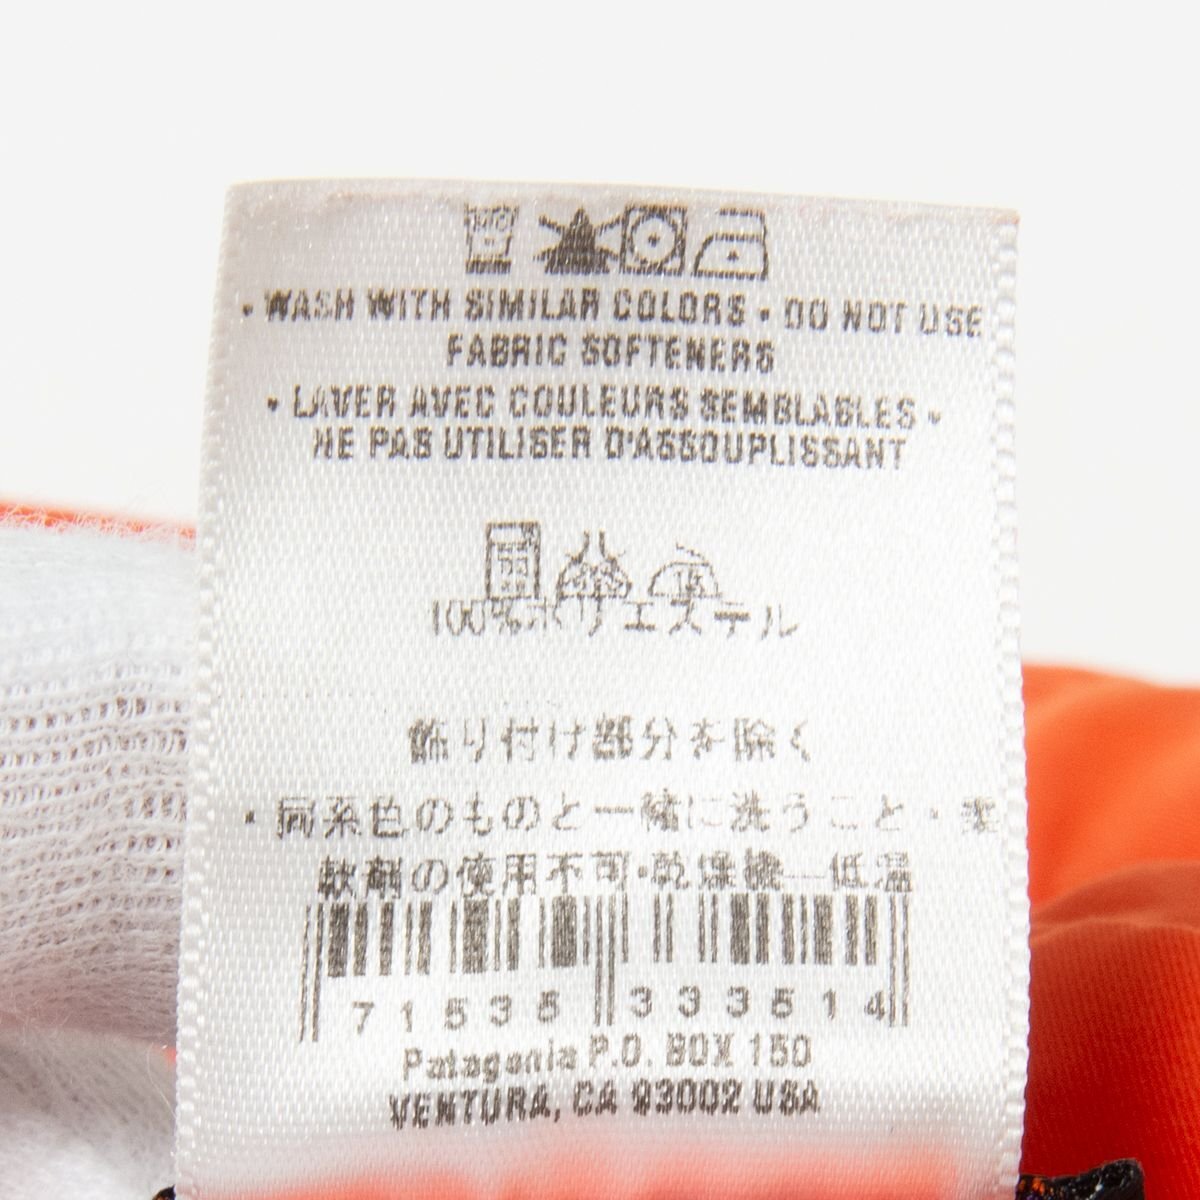 • WASH WITH SIMILAR COLORS • DO NOT USE
FABRIC SOFTENERS
• LAVER AVEC COULEURS SEMBLABLES •
NE PAS UTILISER D'ASSOUPLISSANT
100%ポリエステル
飾り付け部分を除く
・同系色のものと一緒に洗うこと・柔
軟剤の使用不可・乾燥機—低温
71535 333514
Patagonia P.O. BOX 150
VENTURA, CA 93002 USA